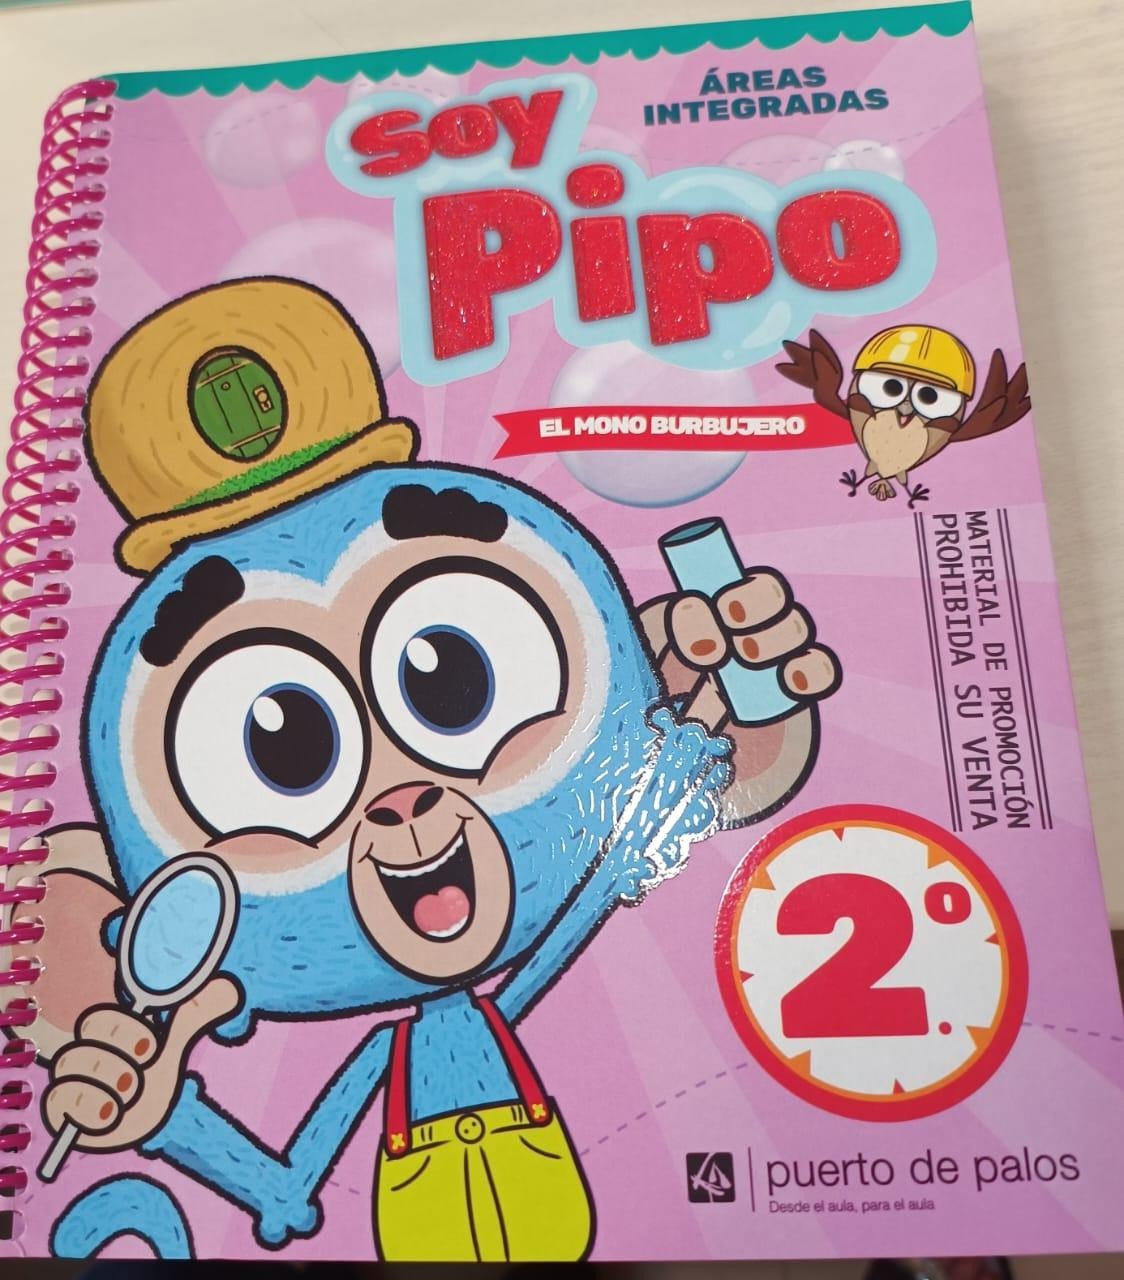 ÁREAS
INTEGRADAS
Soy
Pipo
EL MONO BURBUJERO
MATERIAL DE PROMOCIÓN
PROHIBIDA SU VENTA
2.º
puerto de palos
Desde el aula, para el aula